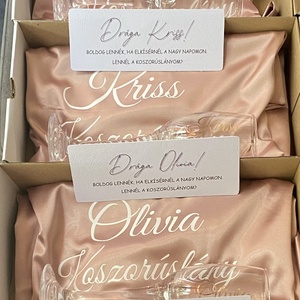 Drága Kriss!
BOLDOG LENNÉK, HA ELKÍSÉRNÉL A NAGY NAPOMON.
LENNÉL A KOSZORÚSLÁNYOM?
Kriss
Koszorúslány
Drága Olivia!
BOLDOG LENNÉK, HA ELKÍSÉRNÉL A NAGY NAPOMON.
LENNÉL A KOSZORÚSLÁNYOM?
Olivia
Koszorúslány